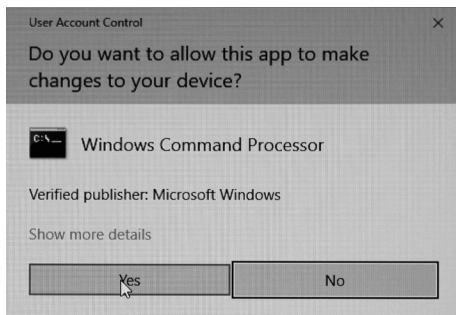 User Account Control
Do you want to allow this app to make
changes to your device?
C:\_
Windows Command Processor
Verified publisher: Microsoft Windows
Show more details
Yes
No